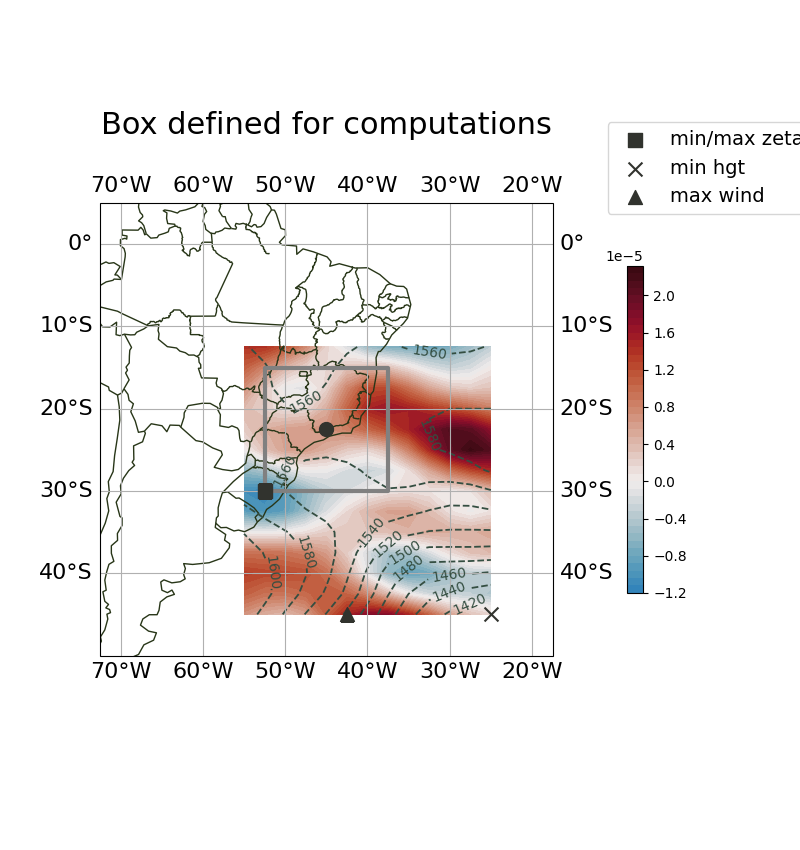 Box defined for computations
min/max zeta
min hgt
max wind
70°W 60°W 50°W 40°W 30°W 20°W
1e−5
0° 0°
10°S 10°S
20°S 20°S
30°S 30°S
40°S 40°S
70°W 60°W 50°W 40°W 30°W 20°W
2.0
1.6
1.2
0.8
0.4
0.0
−0.4
−0.8
−1.2
1560
1560
1580
1560
1540
1520
1500
1480
1460
1440
1420
1580
1600